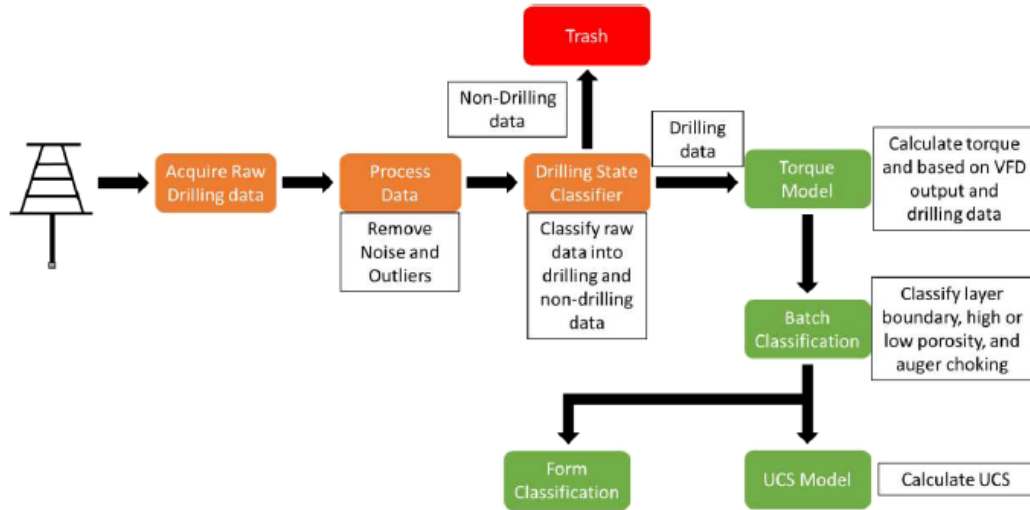 Trash
Non-Drilling
data
Drilling
data
Acquire Raw
Drilling data
Process
Data
Remove Noise and
Outliers
Drilling State
Classifier
Classify raw
data into
drilling and
non-drilling
data
Torque
Model
Calculate torque
and based on VFD
output and
drilling data
Batch
Classification
Classify layer
boundary, high or
low porosity, and
auger choking
Form
Classification
UCS Model
Calculate UCS